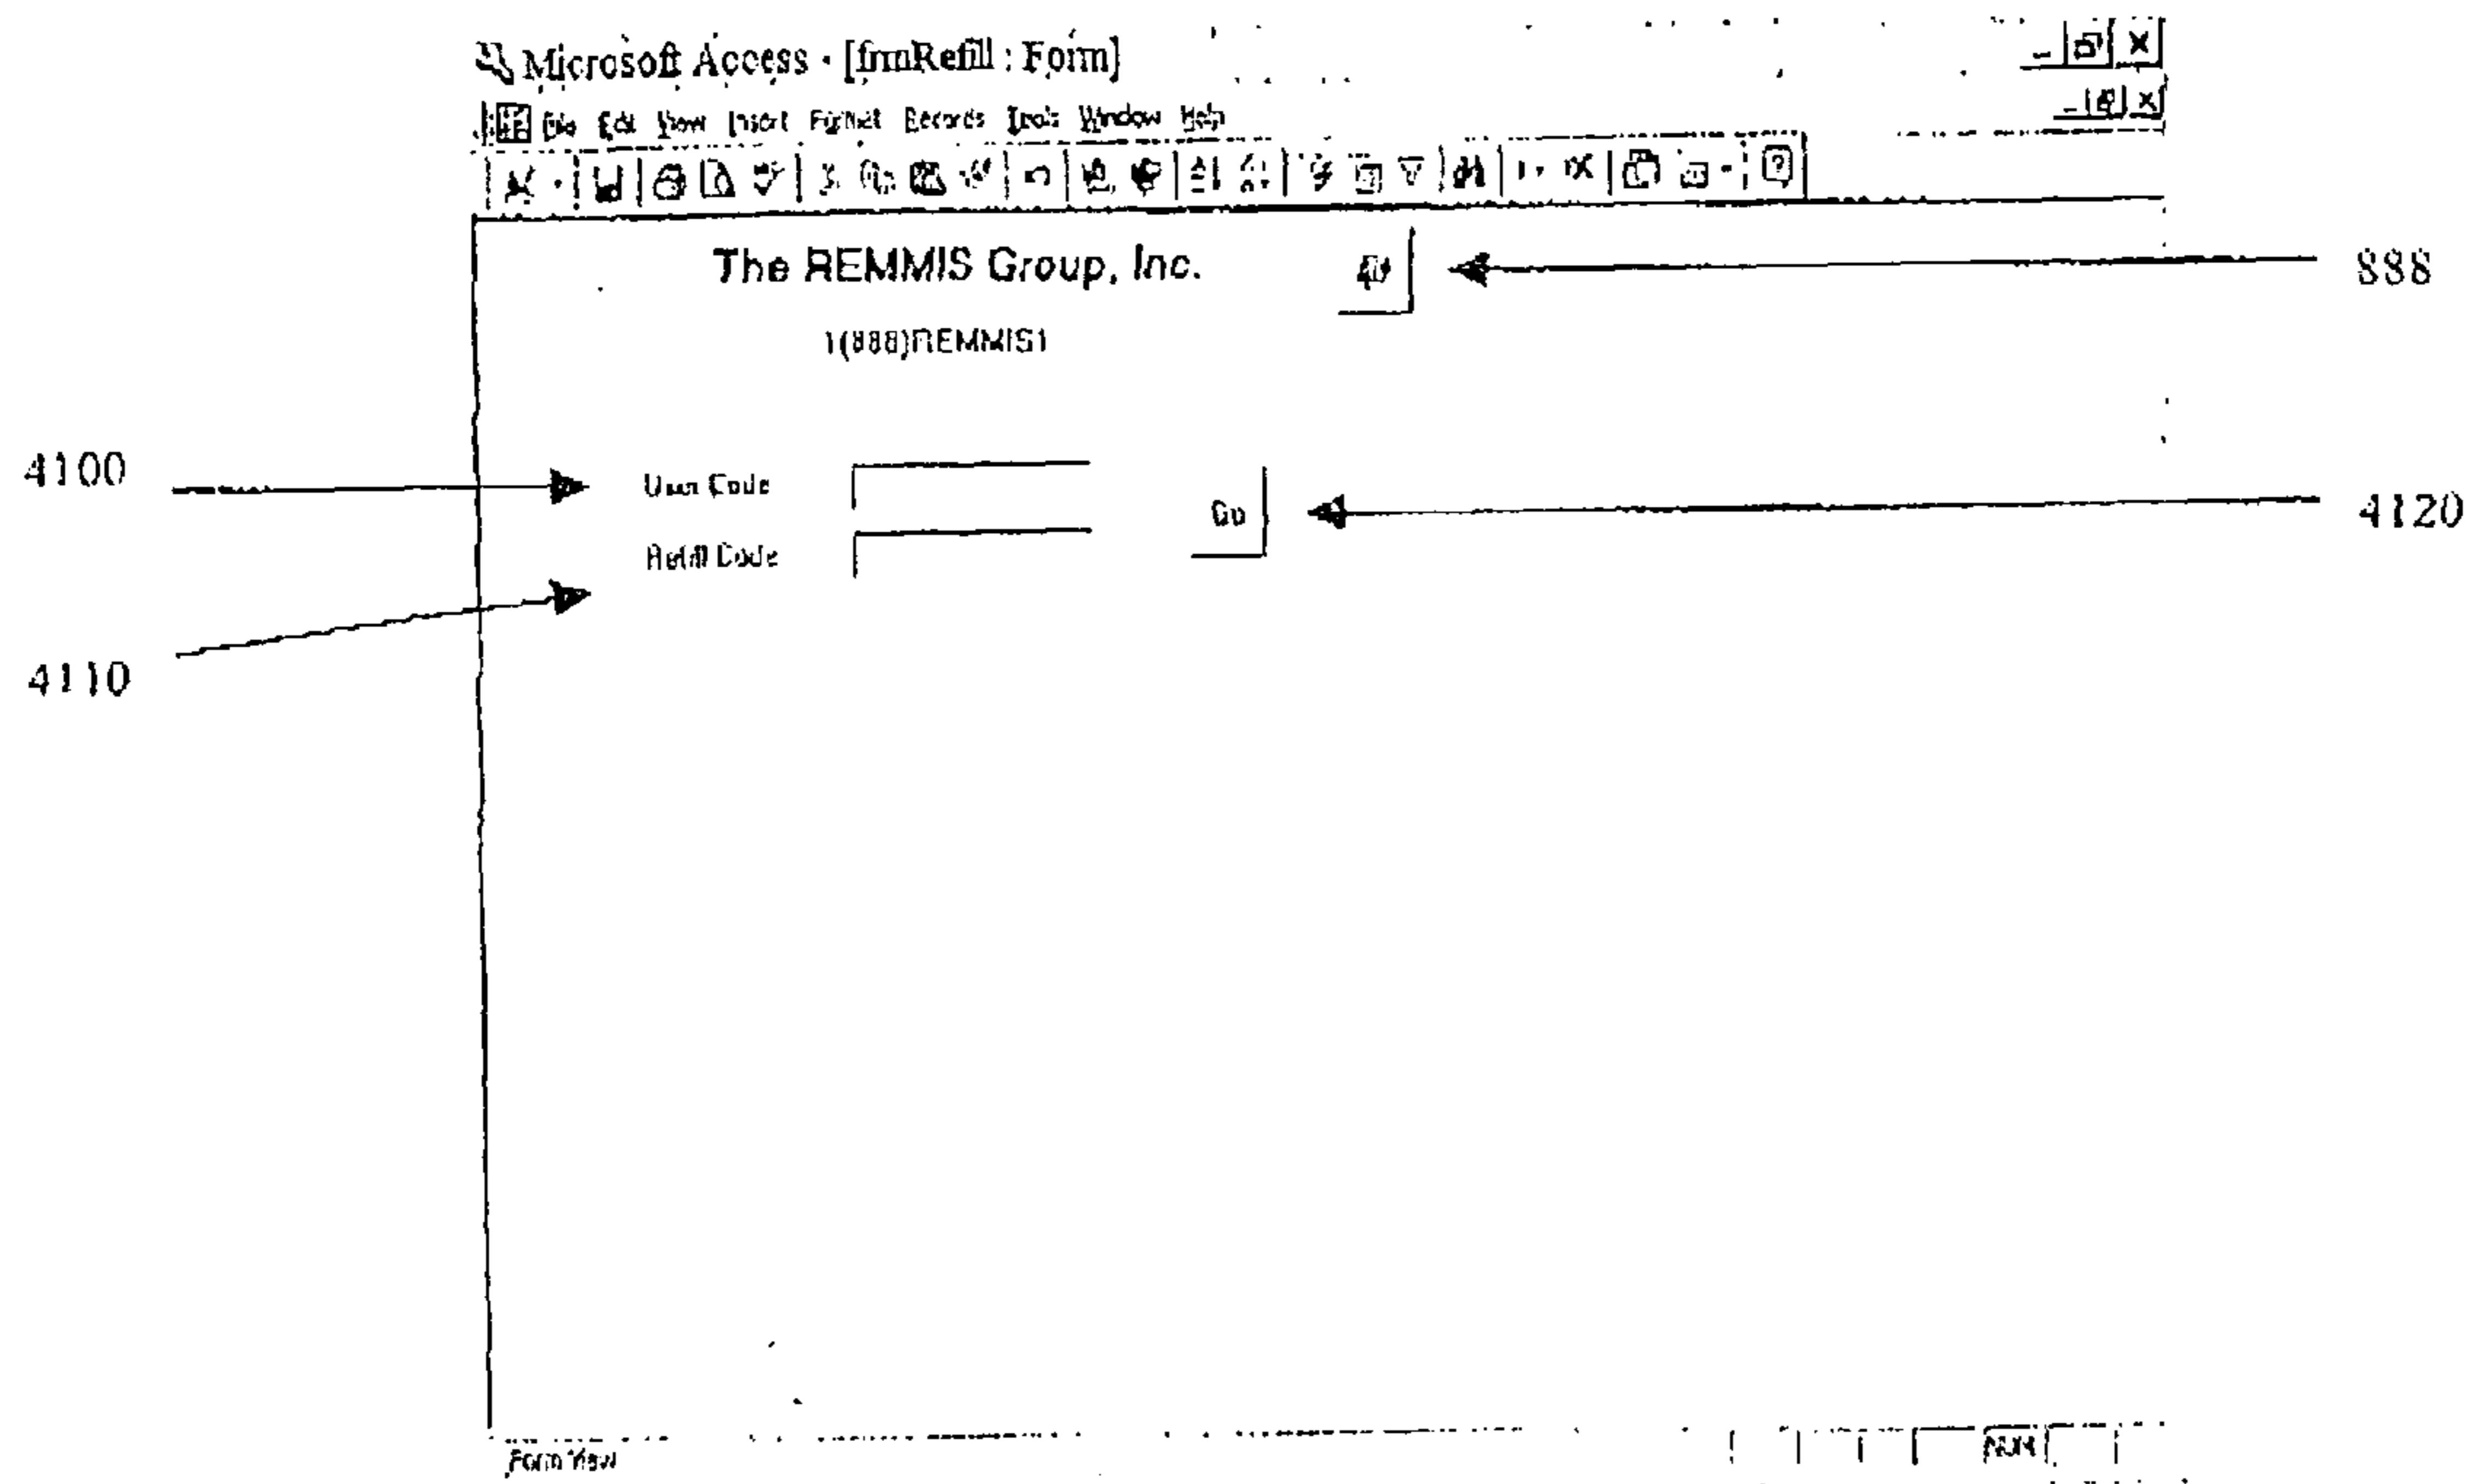 Microsoft Access - [frmRefill : Form]
File Edit View Insert Format Records Tools Window Help
The REMMIS Group, Inc.
888
1(888)REMMIS1
4100
User Code
Go
4120
Refill Code
4110
Form View
NUM